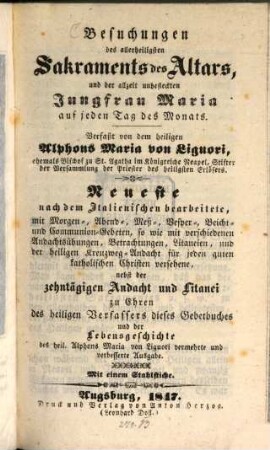 Besuchungen
des allerheiligsten
Sakraments des Altars,
und der allzeit unbefleckten
Jungfrau Maria
auf jeden Tag des Monats.
Verfaßt von dem heiligen
Alphons Maria von Liguori,
ehemals Bischof zu St. Agatha im Königreiche Neapel, Stifter
der Versammlung der Priester des heiligsten Erlösers.
Neueste
nach dem Italienischen bearbeitete,
mit Morgen-, Abend-, Meß-, Vesper-, Beicht-
und Communion-Gebeten, so wie mit verschiedenen
Andachtsübungen, Betrachtungen, Litaneien, und
der heiligen Kreuzweg-Andacht für jeden guten
katholischen Christen versehene,
nebst der
zehntägigen Andacht und Litanei
zu Ehren
des heiligen Verfassers dieses Gebetbuches
und der
Lebensgeschichte
des heil. Alphons Maria von Liguori vermehrte und
verbesserte Ausgabe.
Mit einem Stahlstiche.
Augsburg, 1847.
Druck und Verlag von Anton Herzog.
(Leonhard Dost.)